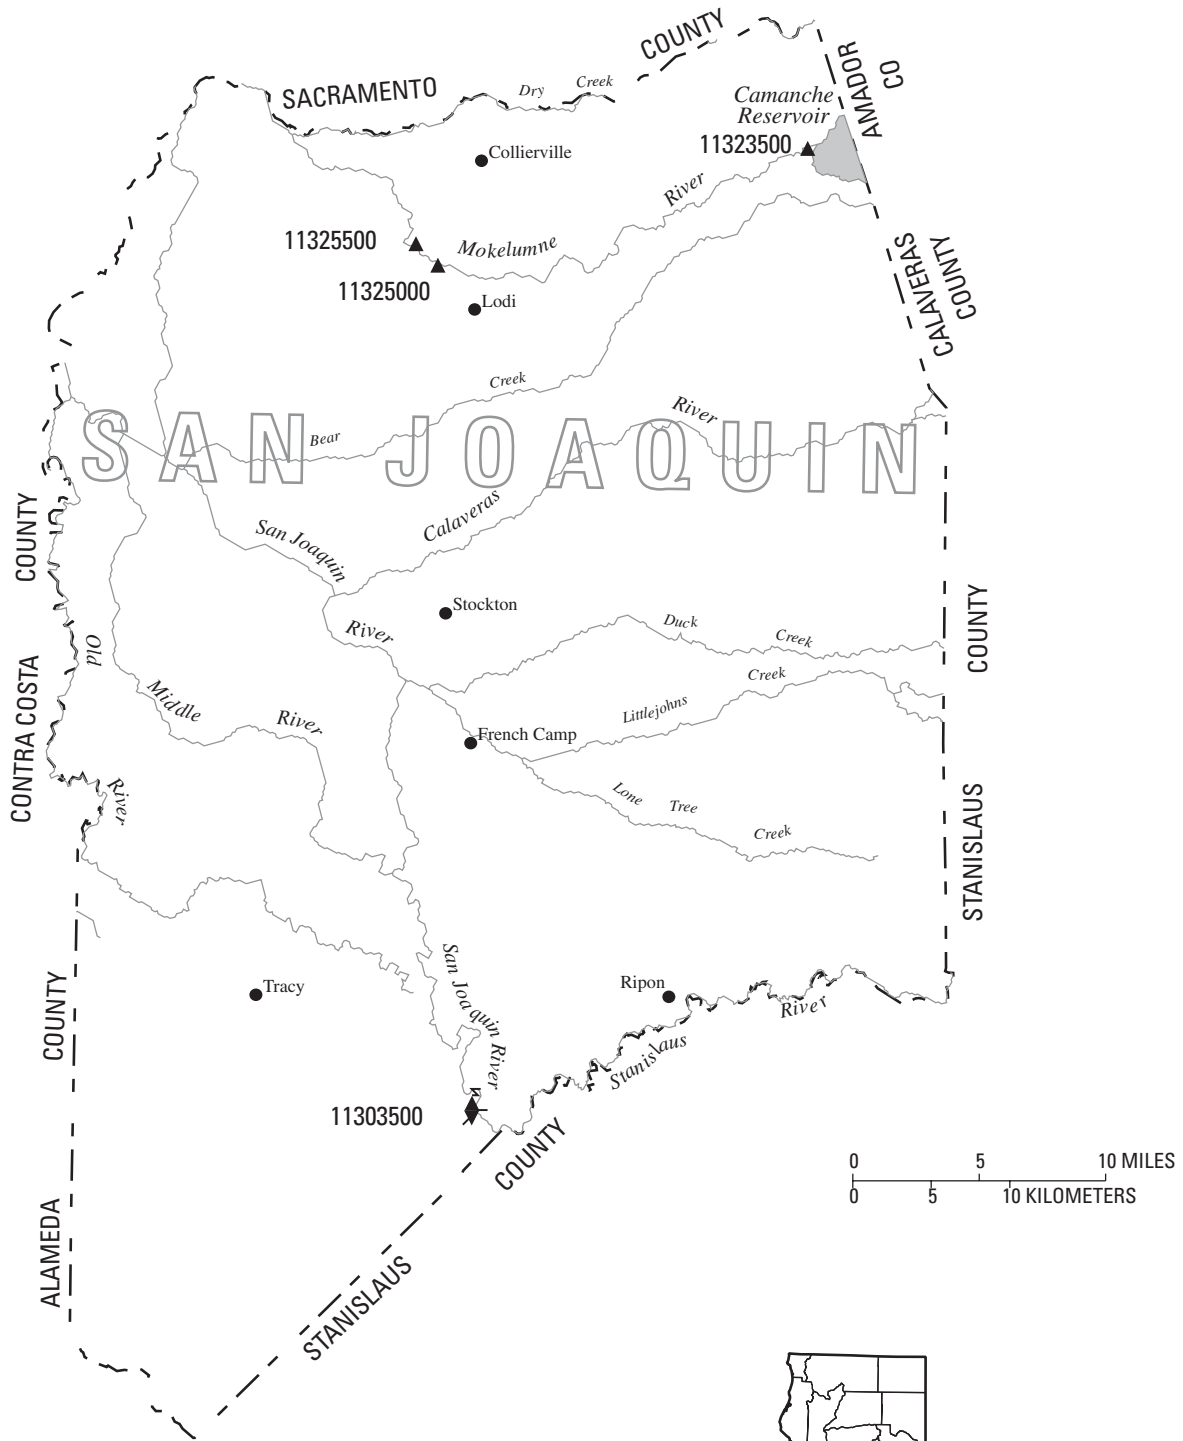 COUNTY
SACRAMENTO
Dry
Creek
AMADOR
CO
Camanche
Reservoir
11323500
Collierville
River
11325500
Mokelumne
11325000
Lodi
CALAVERAS
COUNTY
Creek
River
Bear
SAN JOAQUIN
Calaveras
COUNTY
San Joaquin
Stockton
River
Duck
Creek
COUNTY
Old
Creek
CONTRA COSTA
Middle
River
Littlejohns
French Camp
River
Lone
Tree
Creek
STANISLAUS
San Joaquin River
Tracy
Ripon
River
COUNTY
Stanislaus
11303500
COUNTY
0 5 10 MILES
0 5 10 KILOMETERS
ALAMEDA
STANISLAUS